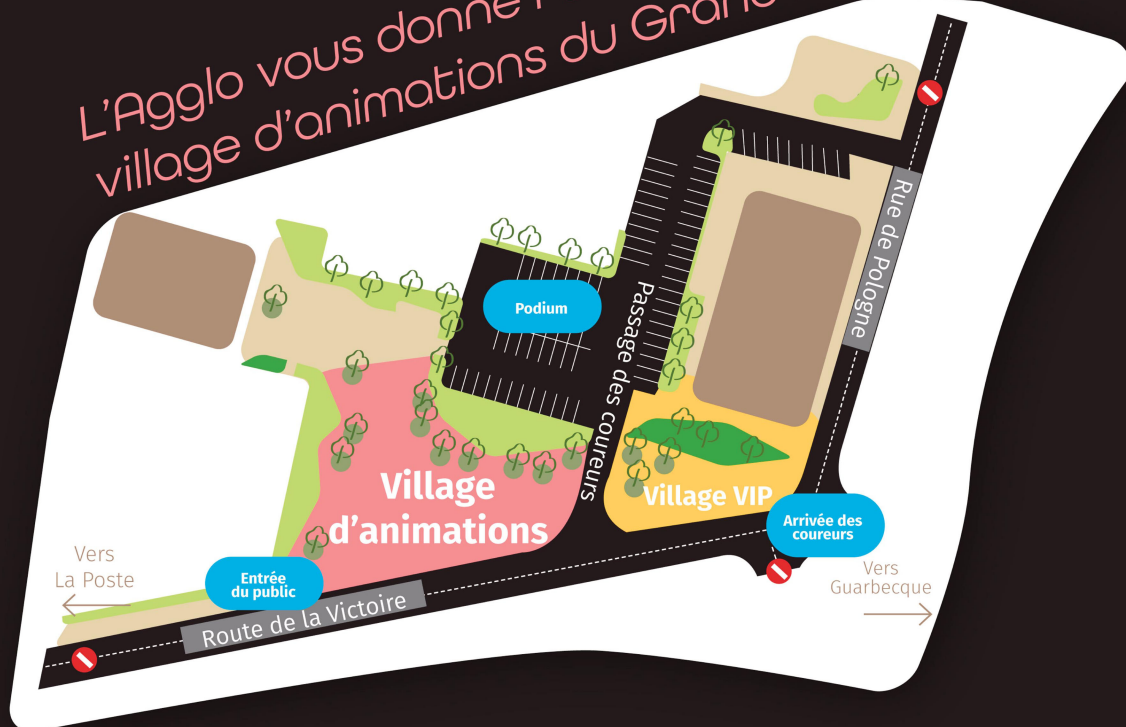 L'Agglo vous donne
village d'animations du Grand
Rue de Pologne
Podium
Passage des coureurs
Village
d'animations
Village VIP
Arrivée des
coureurs
Vers
La Poste
Entrée
du public
Vers
Guarbecque
Route de la Victoire